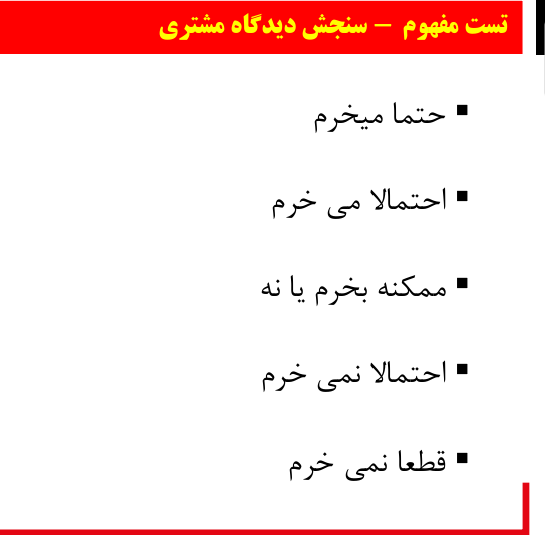 تست مفهوم – سنجش دیدگاه مشتری
▪ حتما میخرم
▪ احتمالا می خرم
▪ ممکنه بخرم یا نه
▪ احتمالا نمی خرم
▪ قطعا نمی خرم